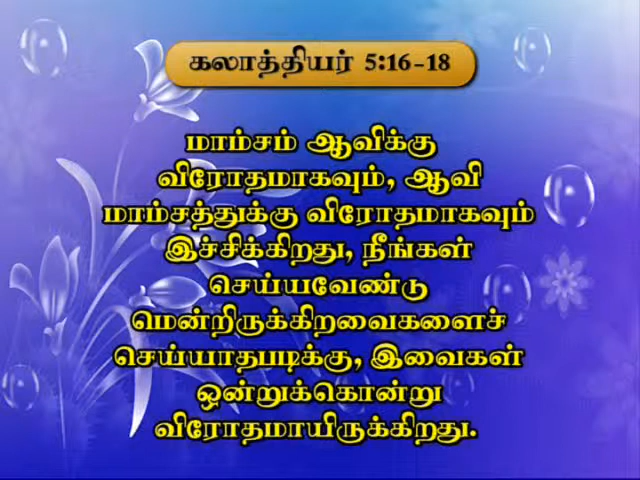 கலாத்தியர் 5:16-18
மாம்சம் ஆவிக்கு
விரோதமாகவும், ஆவி
மாம்சத்துக்கு விரோதமாகவும்
இச்சிக்கிறது, நீங்கள்
செய்யவேண்டு
மென்றிருக்கிறவைகளைச்
செய்யாதபடிக்கு, இவைகள்
ஒன்றுக்கொன்று
விரோதமாயிருக்கிறது.